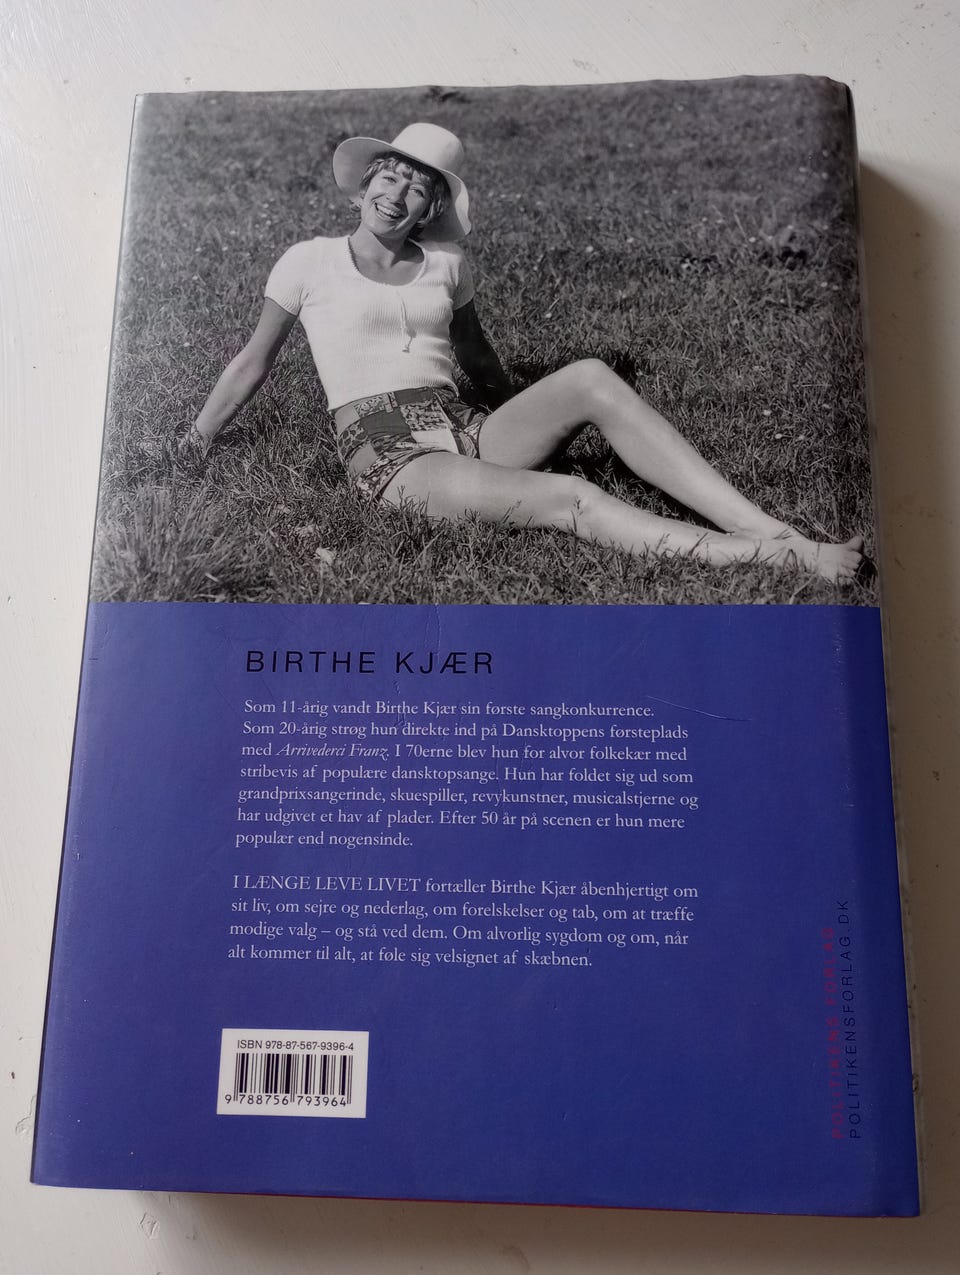 BIRTHE KJÆR
Som 11-årig vandt Birthe Kjær sin første sangkonkurrence.
Som 20-årig strøg hun direkte ind på Dansktoppens førsteplads
med Arrivederci Franz. I 70erne blev hun for alvor folkekær med
stribevis af populære dansktopsange. Hun har foldet sig ud som
grandprixsangerinde, skuespiller, revykunstner, musicalstjerne og
har udgivet et hav af plader. Efter 50 år på scenen er hun mere
populær end nogensinde.
I LÆNGE LEVE LIVET fortæller Birthe Kjær åbenhjertigt om
sit liv, om sejre og nederlag, om forelskelser og tab, om at træffe
modige valg – og stå ved dem. Om alvorlig sygdom og om, når
alt kommer til alt, at føle sig velsignet af skæbnen.
ISBN 978-87-567-9396-4
9 788756 793964
POLITIKENS FORLAG
POLITIKENSFORLAG.DK